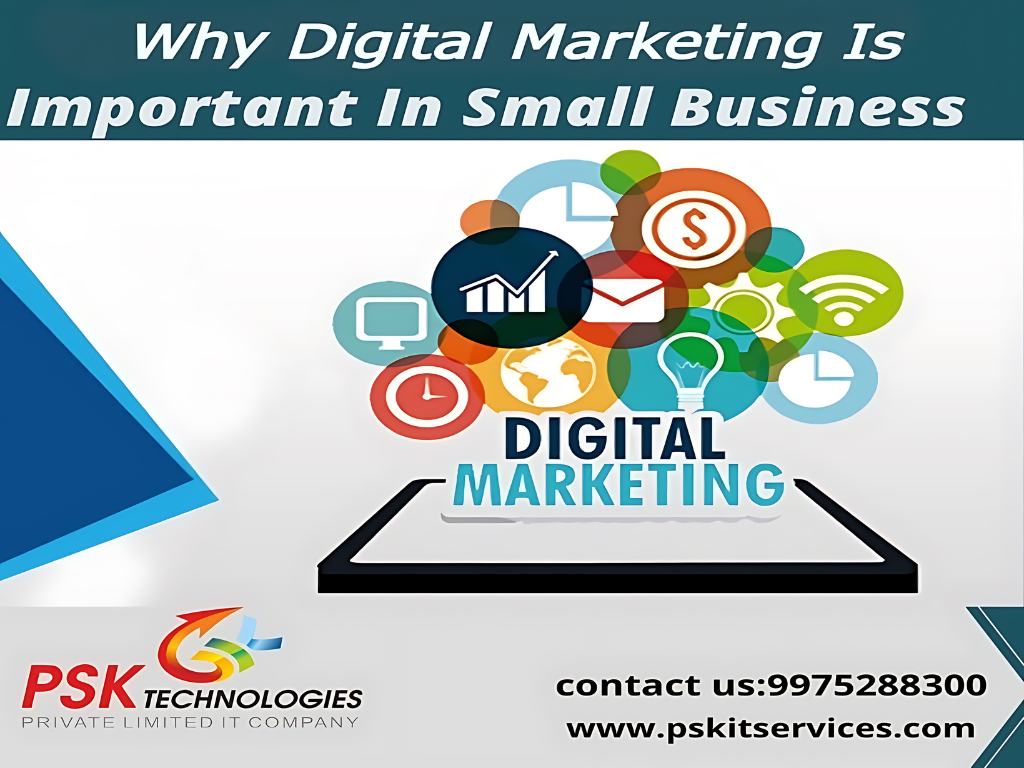 Why Digital Marketing Is
Important In Small Business
DIGITAL
MARKETING
PSK TECHNOLOGIES
PRIVATE LIMITED IT COMPANY
contact us:9975288300
www.pskitservices.com